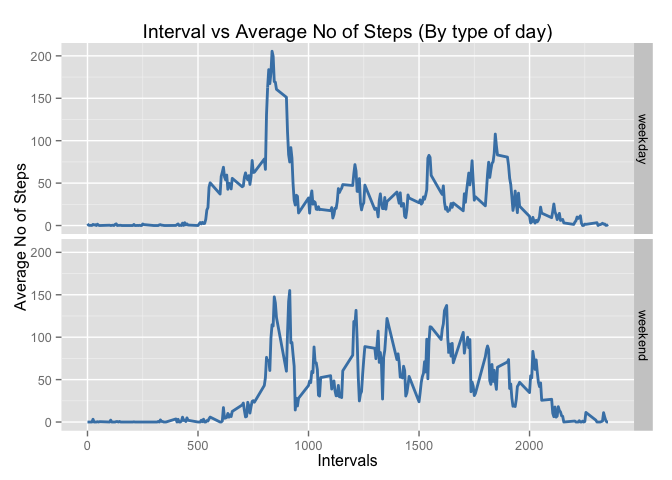 Interval vs Average No of Steps (By type of day)
200
150
100
50
0
weekday
200
150
100
50
0
weekend
Average No of Steps
0 500 1000 1500 2000
Intervals